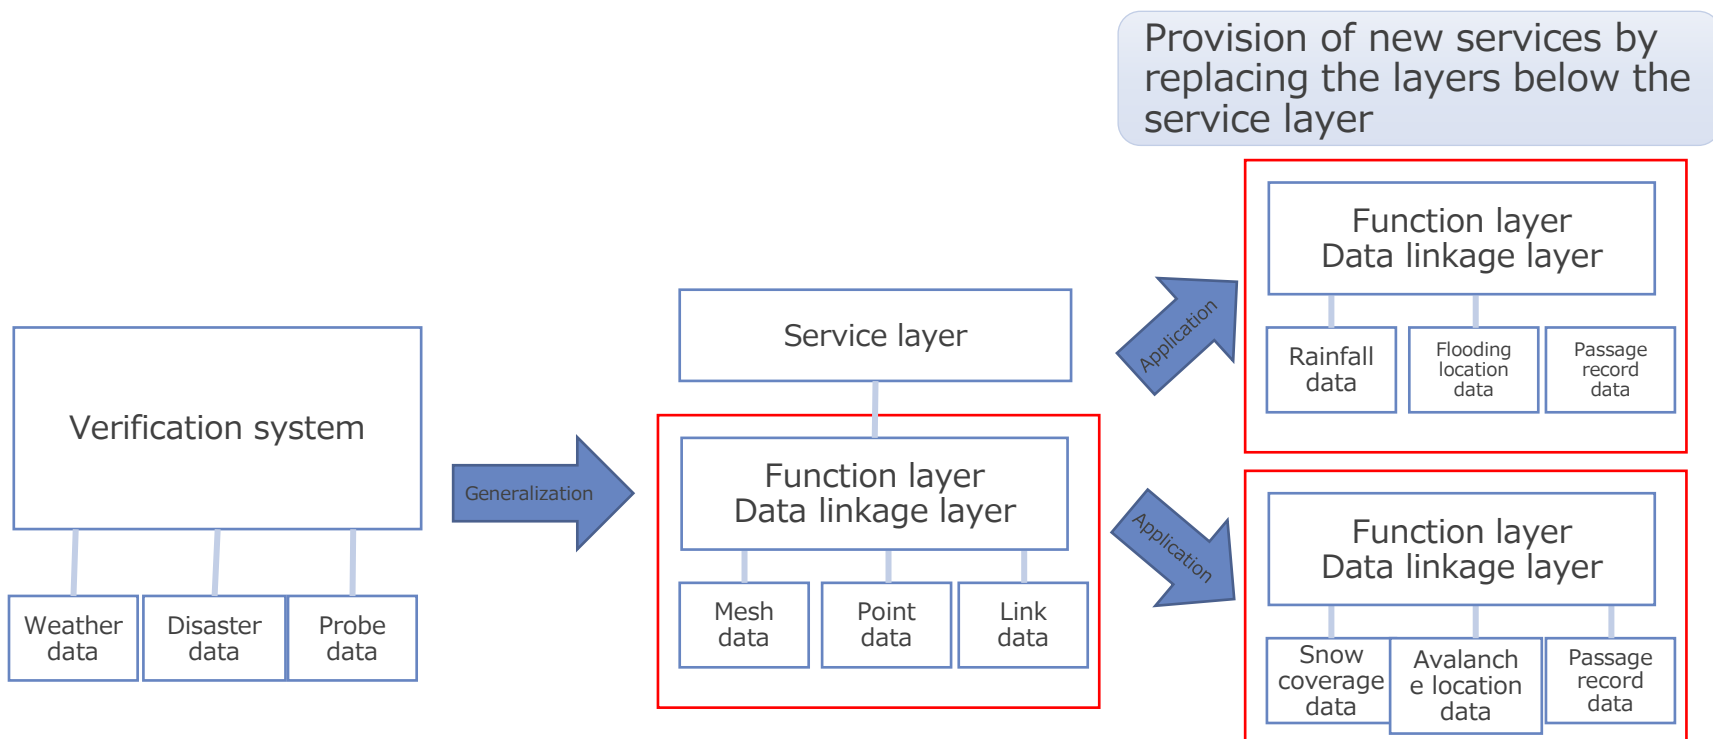 Provision of new services by
replacing the layers below the
service layer
Verification system
Weather
data
Disaster
data
Probe
data
Generalization
Service layer
Function layer
Data linkage layer
Mesh
data
Point
data
Link
data
Application
Function layer
Data linkage layer
Rainfall
data
Flooding
location
data
Passage
record
data
Application
Function layer
Data linkage layer
Snow
coverage
data
Avalanch
e location
data
Passage
record
data